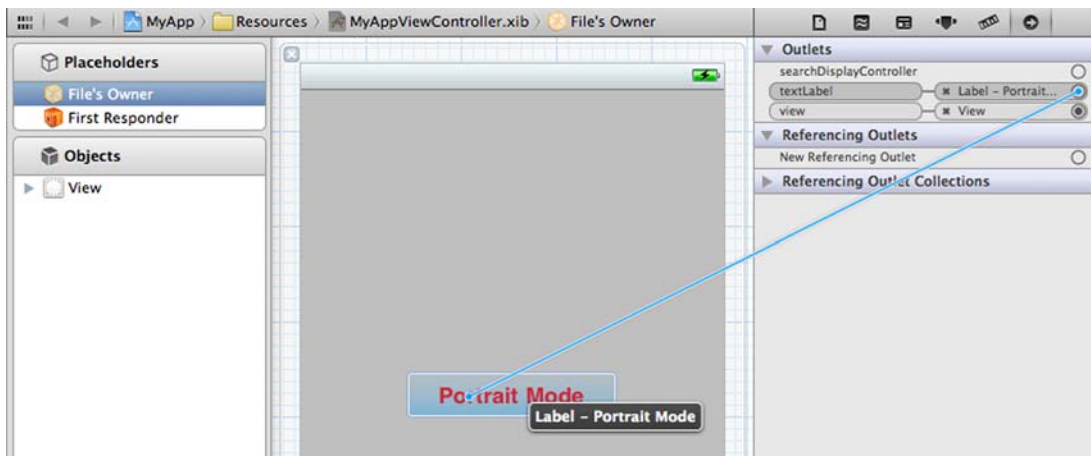 MyApp Resources MyAppViewController.xib File's Owner
Placeholders
File's Owner
First Responder
Objects
View
Portrait Mode
Label – Portrait Mode
Outlets
searchDisplayController
textLabel Label – Portrait...
view View
Referencing Outlets
New Referencing Outlet
Referencing Outlet Collections